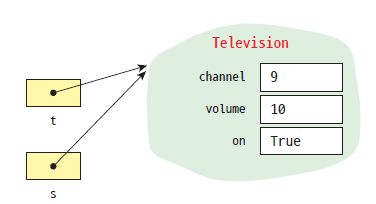 Television
channel 9
volume 10
on True
t
s